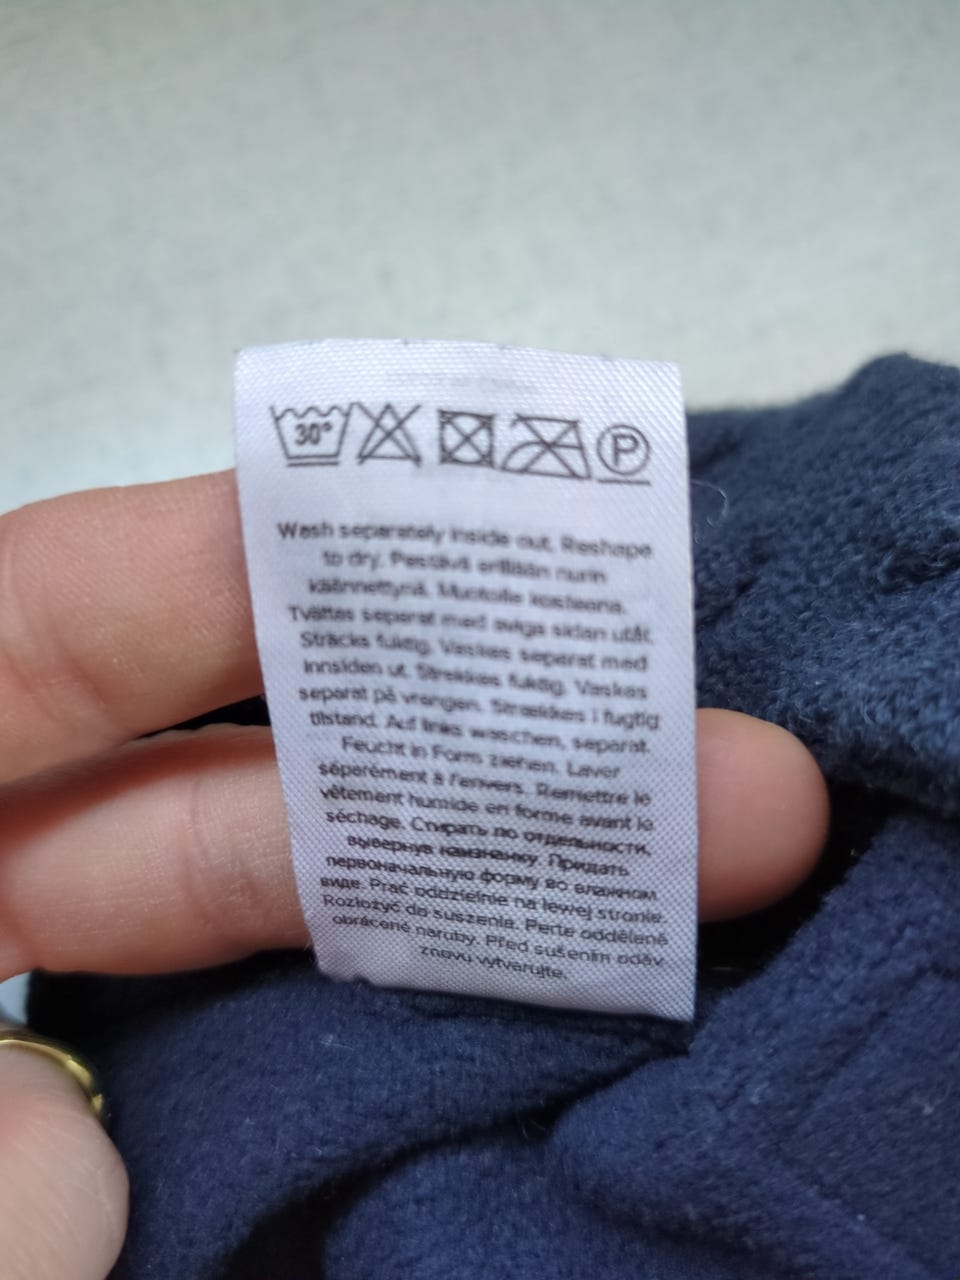 30°
P
Wash separately inside out. Reshape
to dry. Pestävä erillään nurin
käännettynä. Muotoile kosteana.
Tvättas separat med aviga sidan utåt.
Sträcks fuktig. Vaskes separat med
innsiden ut. Strekkes fuktig. Vaskes
separat på vrangen. Strækkes i fugtig
tilstand. Auf links waschen, separat.
Feucht in Form ziehen. Laver
séparément à l'envers. Remettre le
vêtement humide en forme avant le
séchage. Стирать по отдельности,
вывернув наизнанку. Придать
первоначальную форму во влажном
виде. Prać oddzielnie na lewej stronie.
Rozłożyć do suszenia. Perte odděleně
obrácené naruby. Před sušením oděv
znovu vytvarujte.